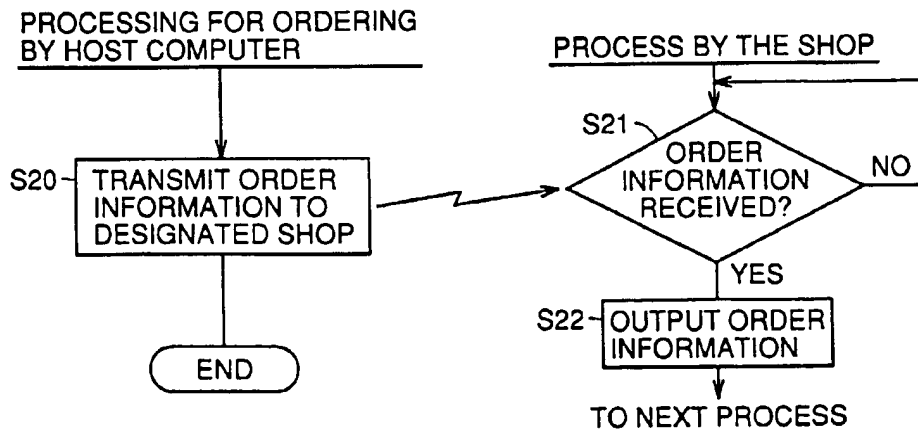 PROCESSING FOR ORDERING
BY HOST COMPUTER
S20
TRANSMIT ORDER
INFORMATION TO
DESIGNATED SHOP
END
PROCESS BY THE SHOP
S21
ORDER
INFORMATION
RECEIVED?
NO
YES
S22
OUTPUT ORDER
INFORMATION
TO NEXT PROCESS